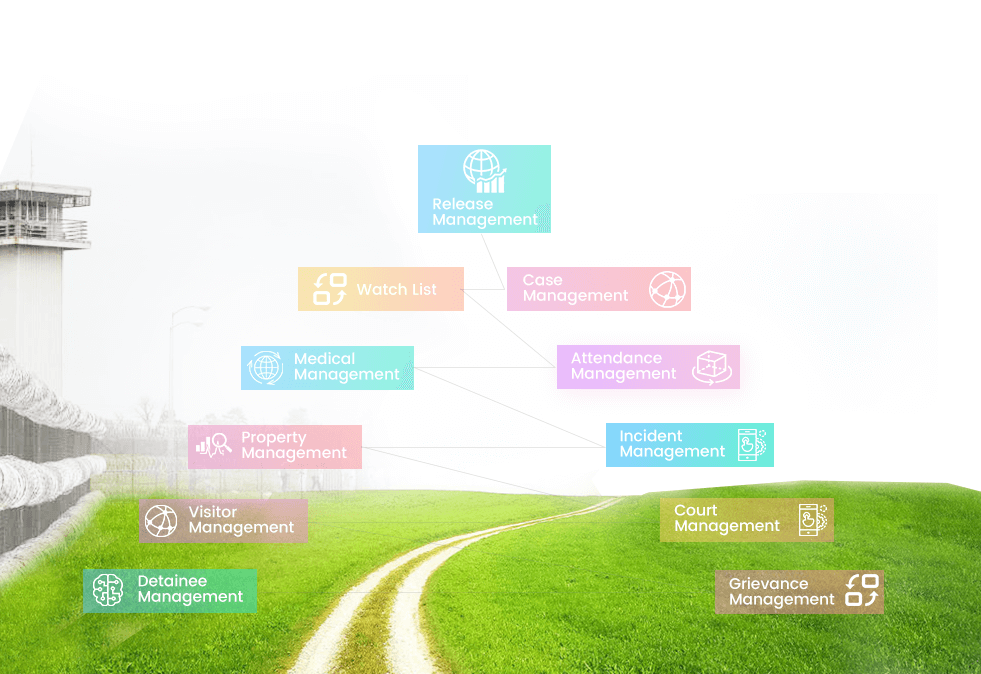 Release
Management
Watch List
Case
Management
Medical
Management
Attendance
Management
Property
Management
Incident
Management
Visitor
Management
Court
Management
Detainee
Management
Grievance
Management